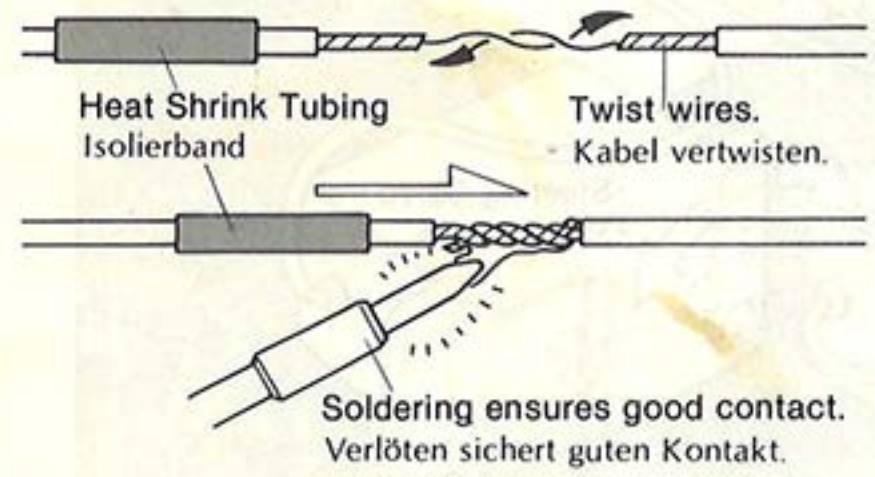 Heat Shrink Tubing
Isolierband
Twist wires.
Kabel vertwisten.
Soldering ensures good contact.
Verlöten sichert guten Kontakt.